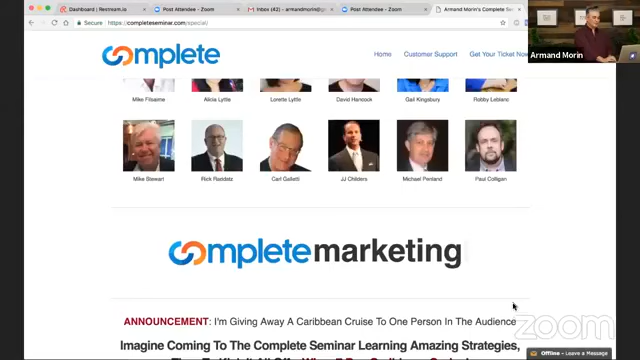 Dashboard | Restream.io
Post Attendee - Zoom
Inbox (42) - armandmorin@g
Post Attendee - Zoom
Armand Morin's Complete Se
Secure
https://completeseminar.com/special/
Armand Morin
complete
Home
Customer Support
Get Your Ticket Now
Mike Filsaime
Alicia Lyttle
Lorette Lyttle
David Hancock
Gail Kingsbury
Robby Leblanc
Mike Stewart
Rick Raddatz
Carl Galletti
JJ Childers
Michael Penland
Paul Colligan
complete marketing
ANNOUNCEMENT: I'm Giving Away A Caribbean Cruise To One Person In The Audience
Imagine Coming To The Complete Seminar Learning Amazing Strategies,
zoom
Offline - Leave a Message